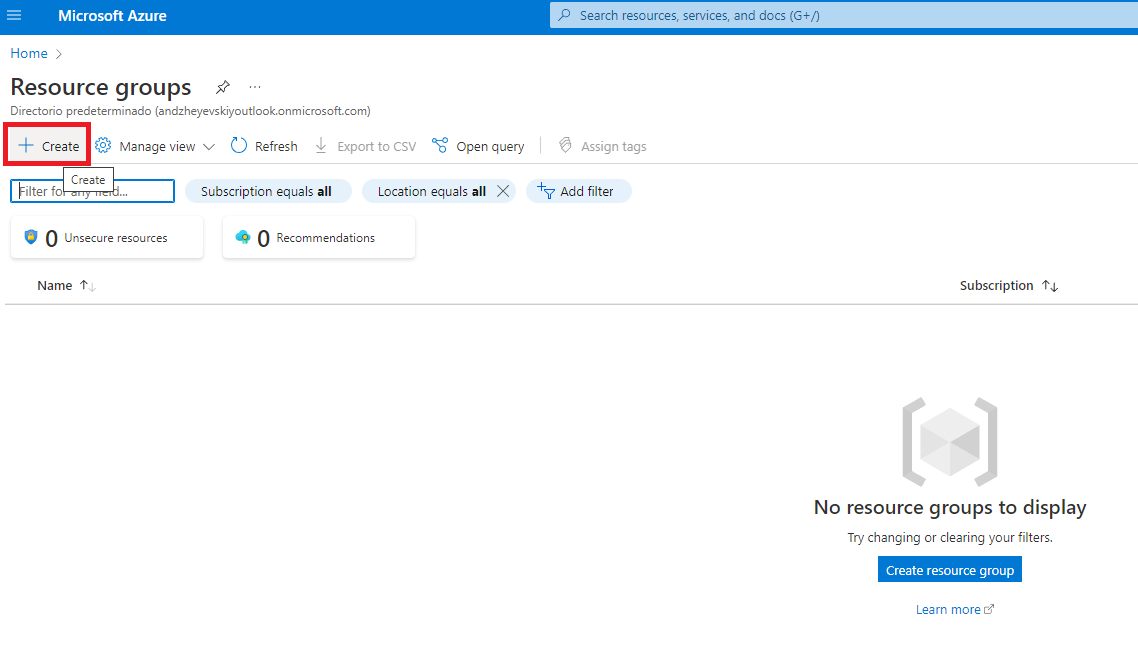 Microsoft Azure
Search resources, services, and docs (G+/)
Home
Resource groups
Directorio predeterminado (andzheyevskiyoutlook.onmicrosoft.com)
Create Manage view Refresh Export to CSV Open query Assign tags
Create
Filter for any field... Subscription equals all Location equals all Add filter
0 Unsecure resources 0 Recommendations
Name Subscription
No resource groups to display
Try changing or clearing your filters.
Create resource group
Learn more